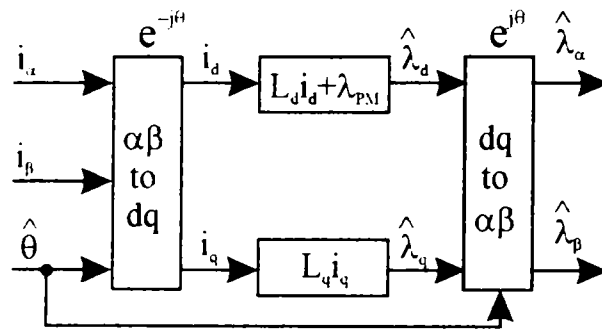 e^{-jθ}
e^{jθ}
i_α
i_d
L_d i_d+λ_PM
λ̂_d
λ̂_α
i_β
αβ
to
dq
dq
to
αβ
θ̂
i_q
L_q i_q
λ̂_q
λ̂_β